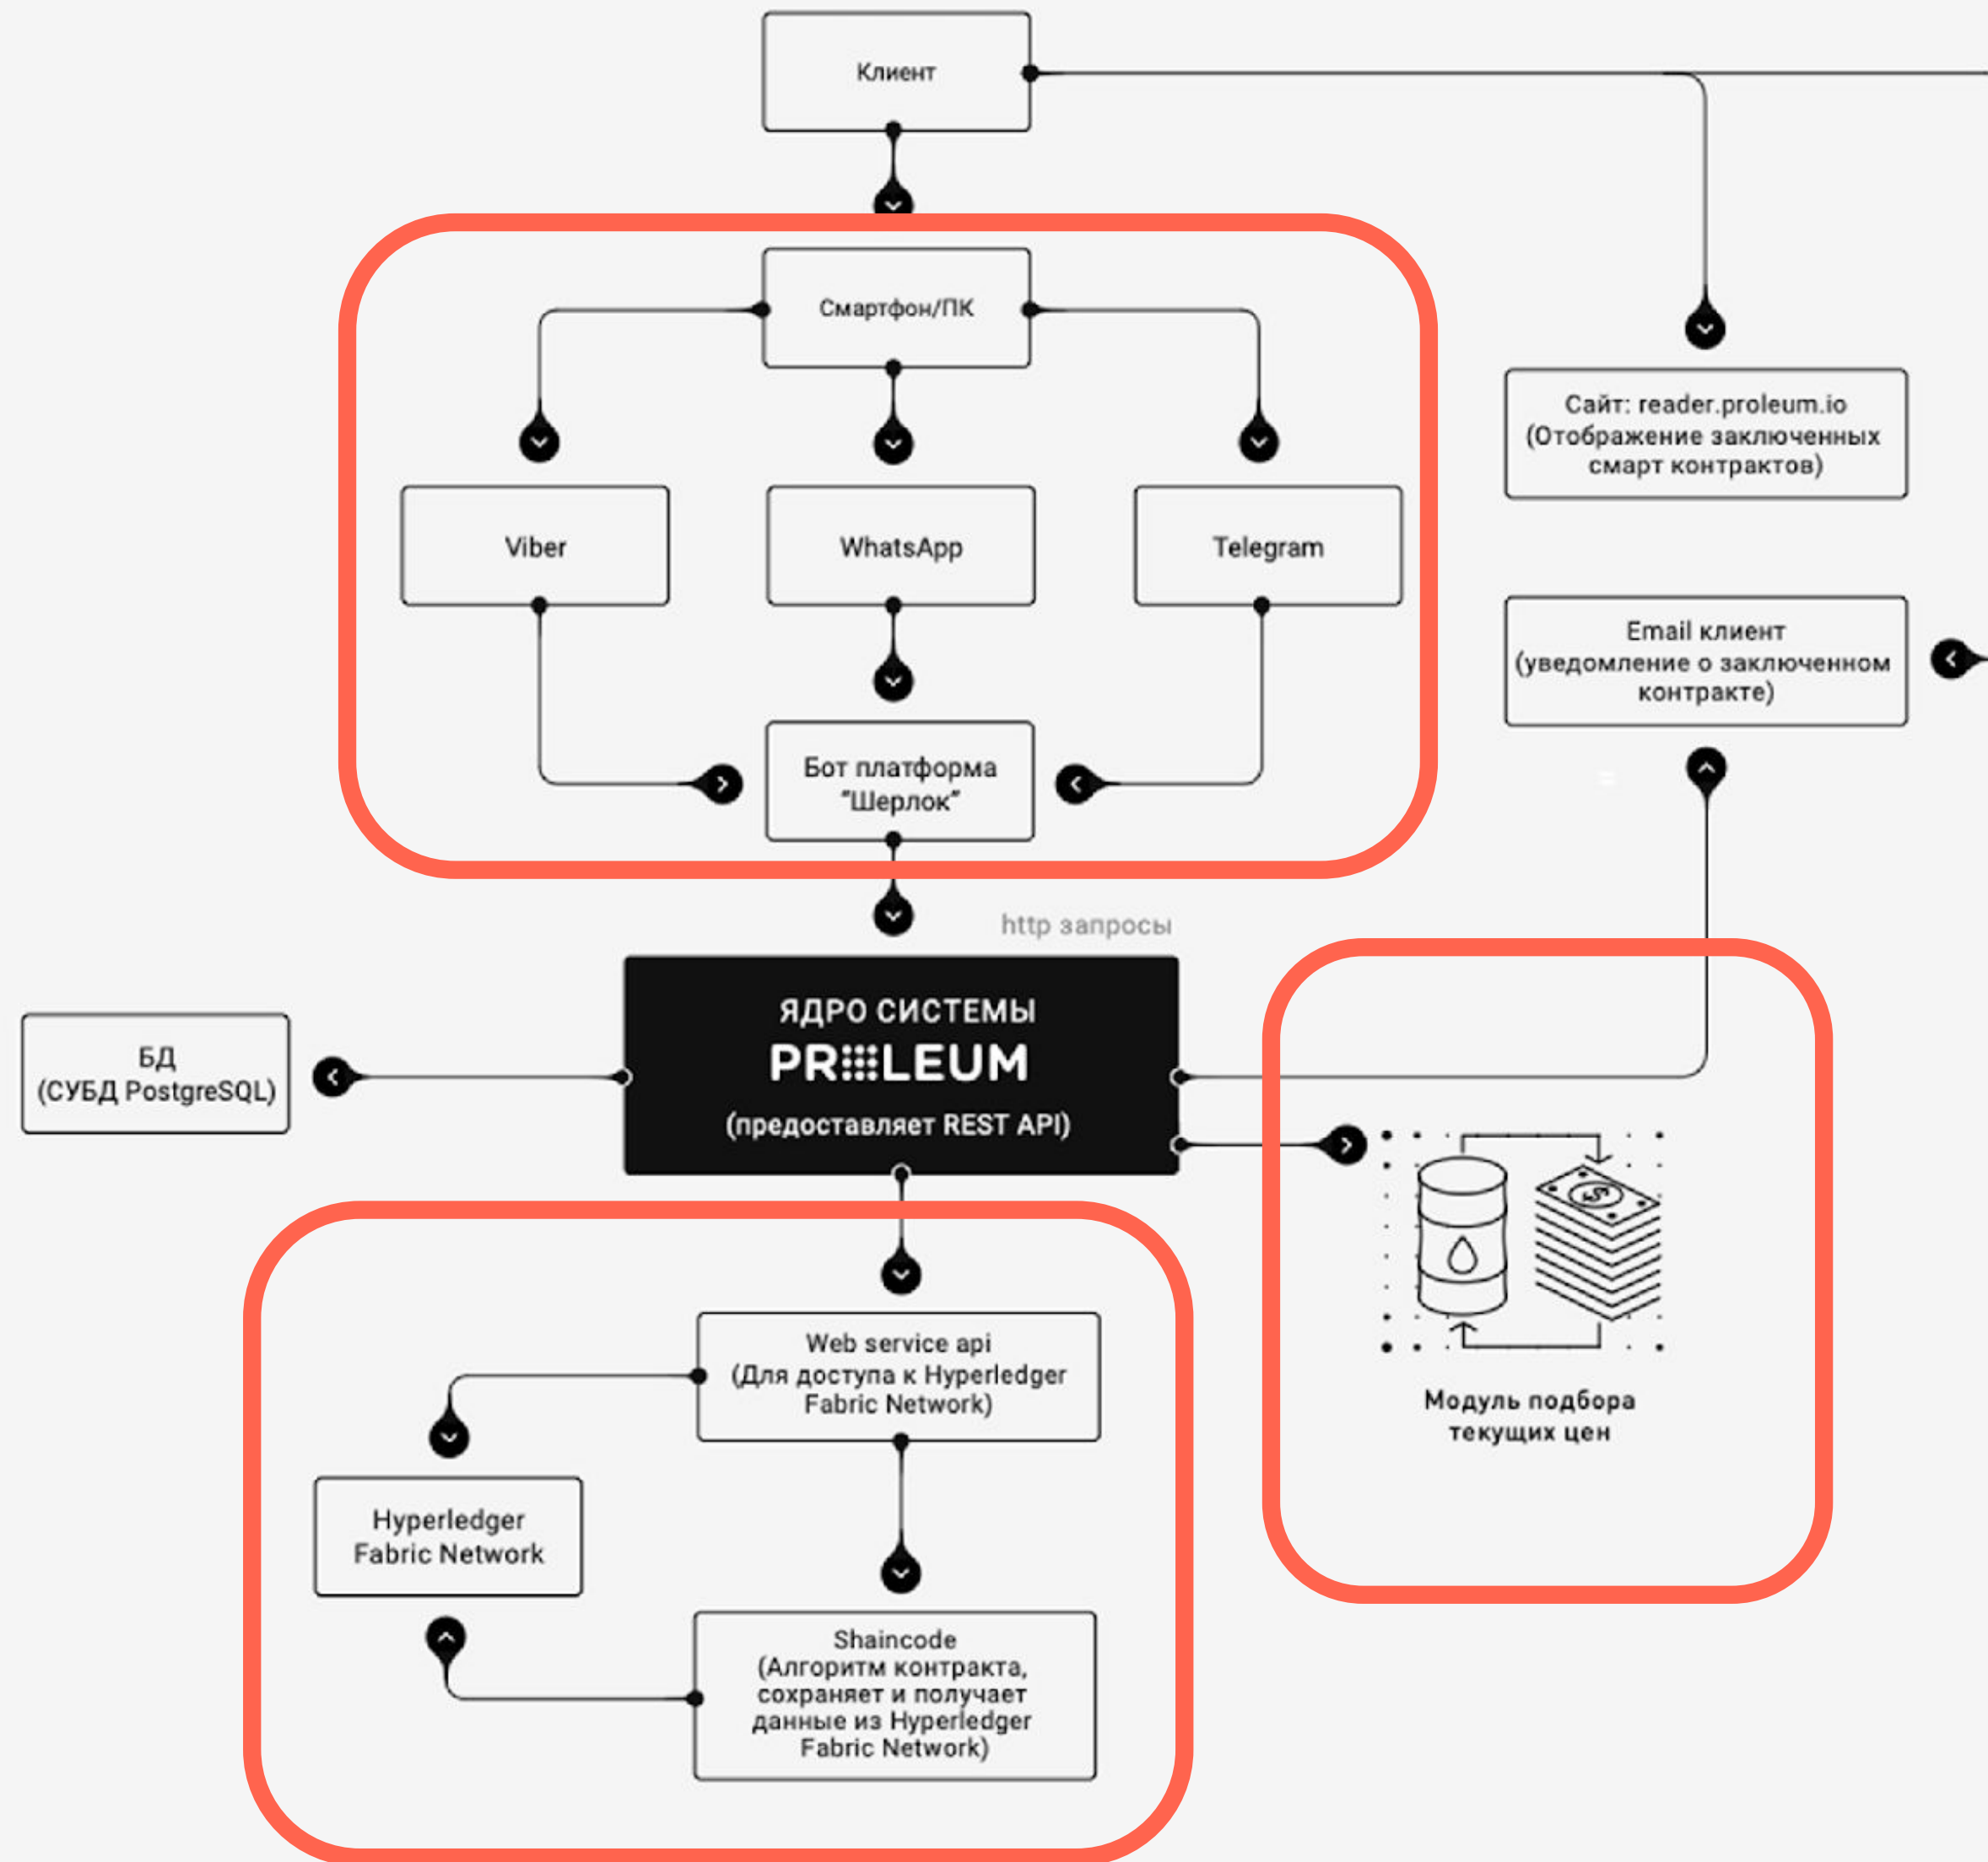 Клиент
Смартфон/ПК
Viber
WhatsApp
Telegram
Бот платформа
"Шерлок"
Сайт: reader.proleum.io
(Отображение заключенных
смарт контрактов)
Email клиент
(уведомление о заключенном
контракте)
http запросы
БД
(СУБД PostgreSQL)
ЯДРО СИСТЕМЫ
PROLEUM
(предоставляет REST API)
Модуль подбора
текущих цен
Web service api
(Для доступа к Hyperledger
Fabric Network)
Hyperledger
Fabric Network
Shaincode
(Алгоритм контракта,
сохраняет и получает
данные из Hyperledger
Fabric Network)